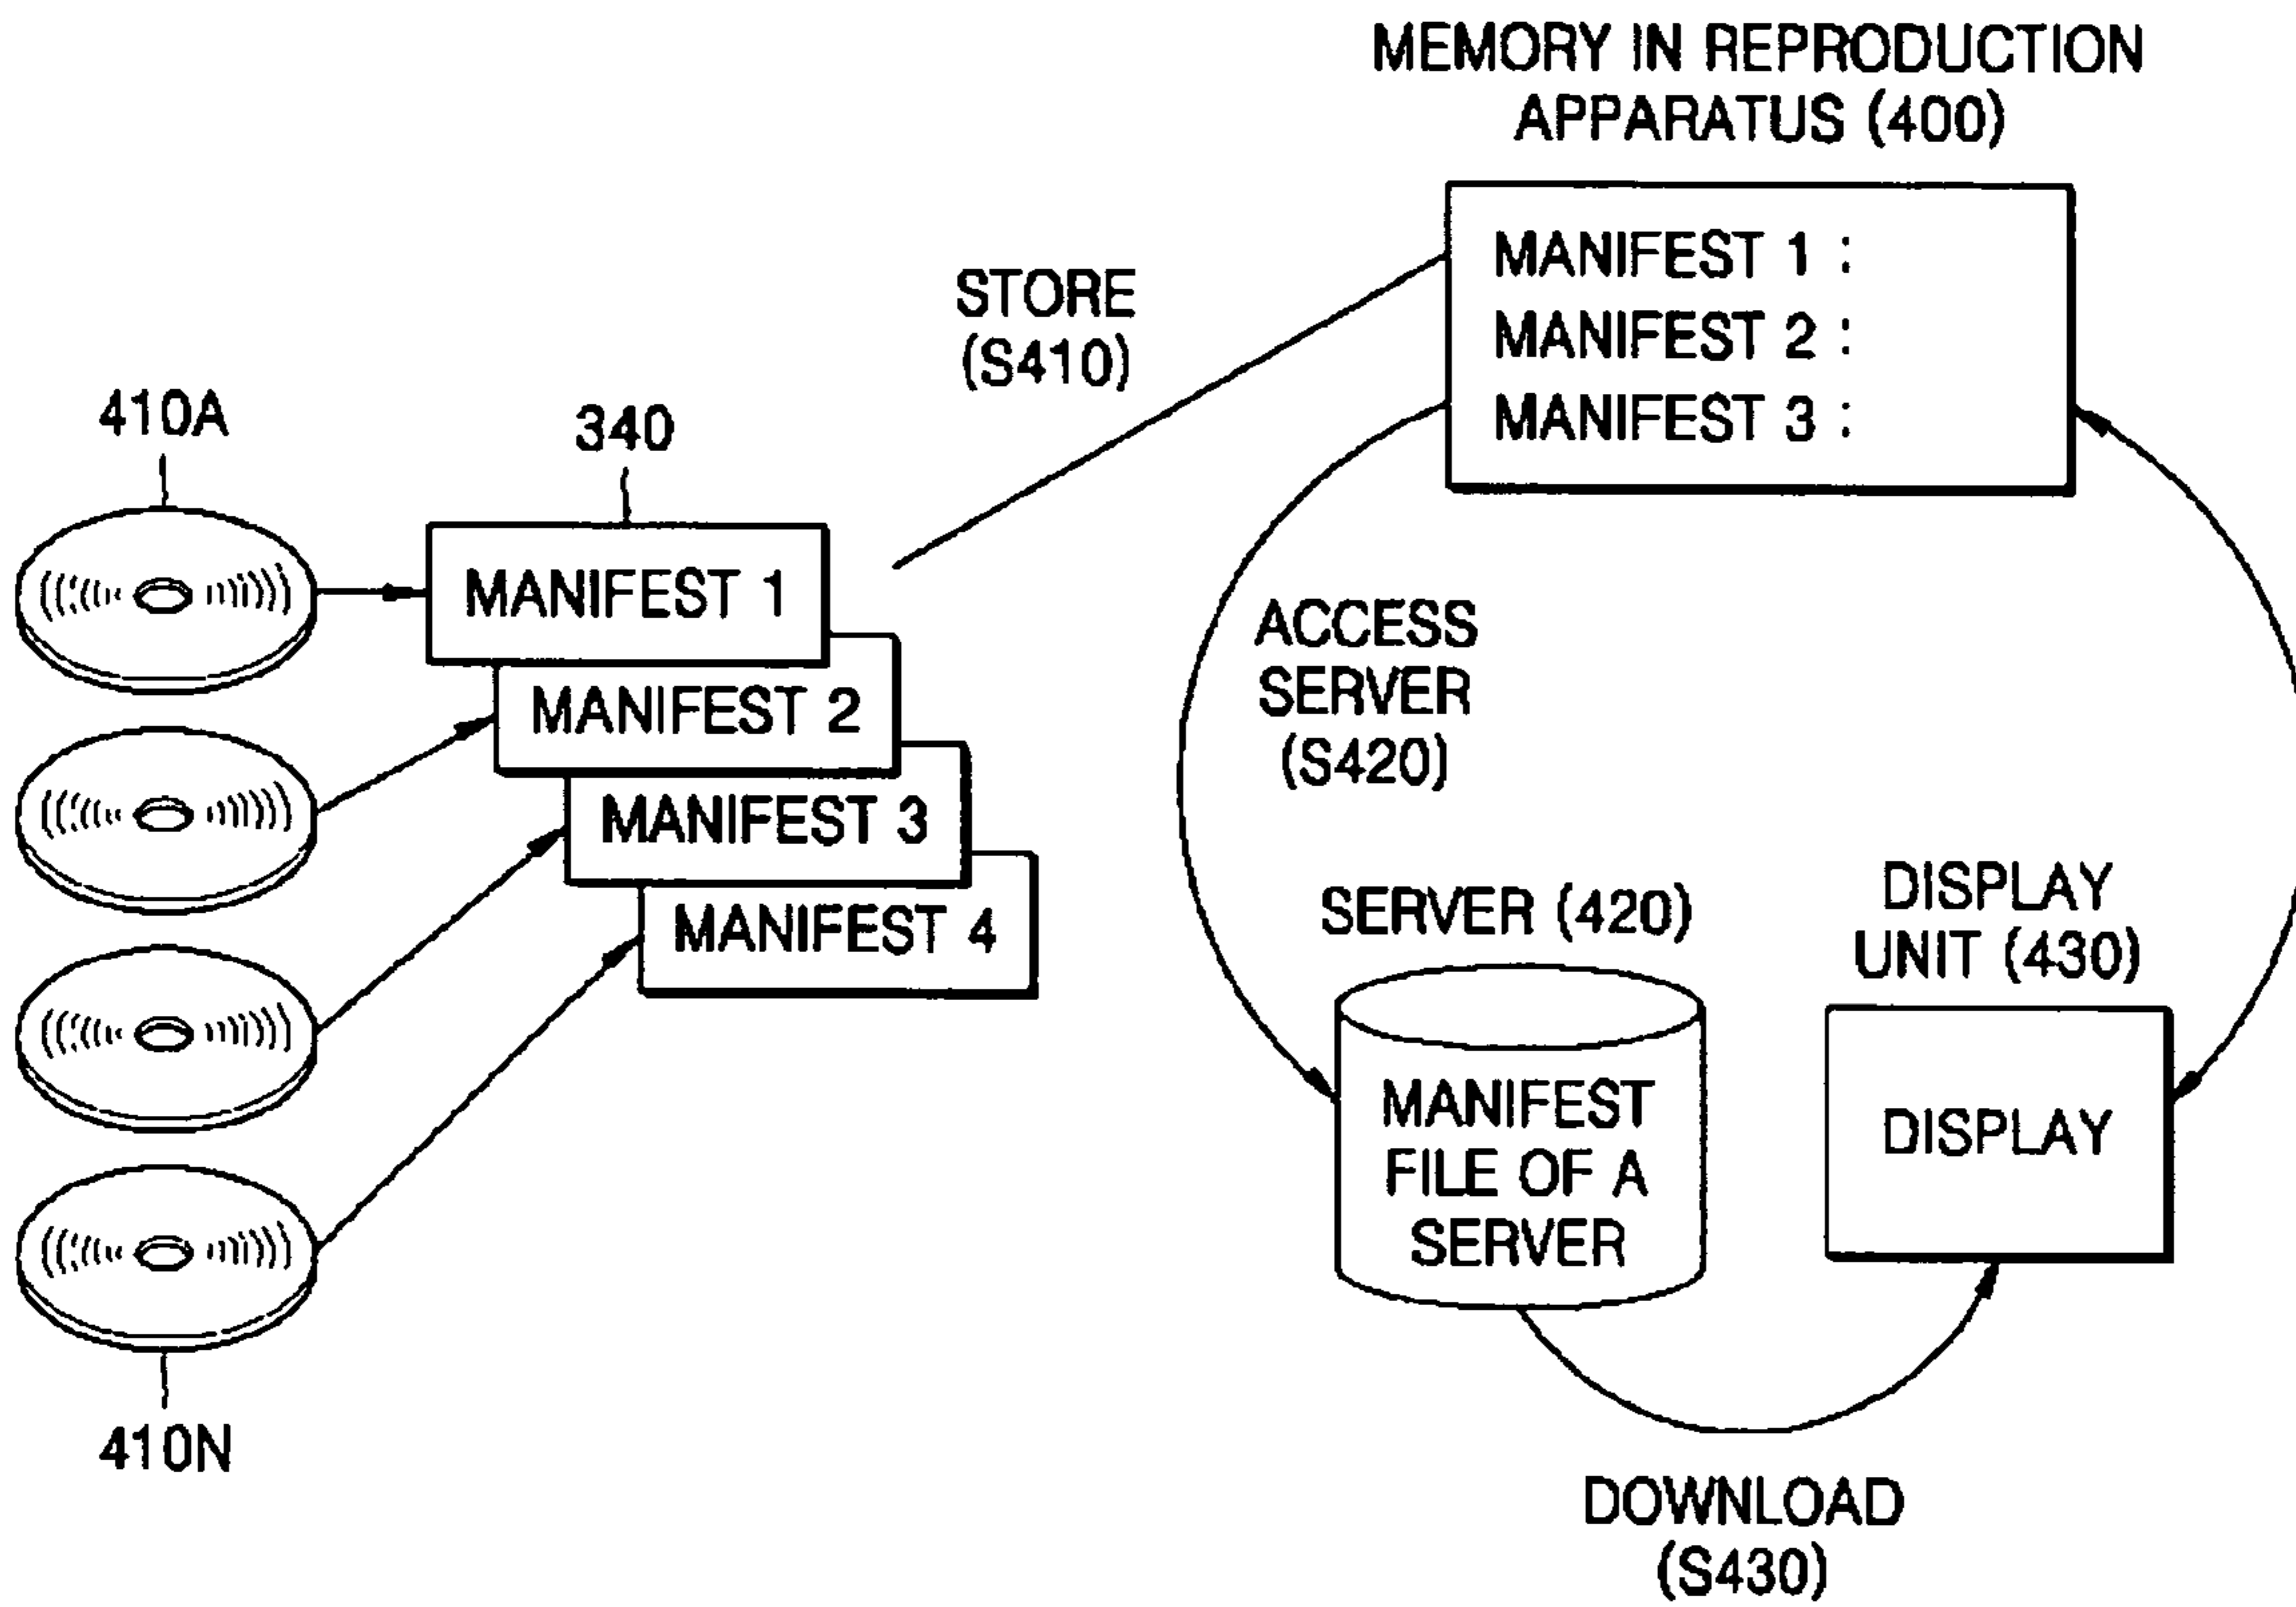 MEMORY IN REPRODUCTION
APPARATUS (400)
MANIFEST 1 :
MANIFEST 2 :
MANIFEST 3 :
STORE
(S410)
410A
340
MANIFEST 1
MANIFEST 2
MANIFEST 3
MANIFEST 4
410N
ACCESS
SERVER
(S420)
SERVER (420)
MANIFEST
FILE OF A
SERVER
DISPLAY
UNIT (430)
DISPLAY
DOWNLOAD
(S430)